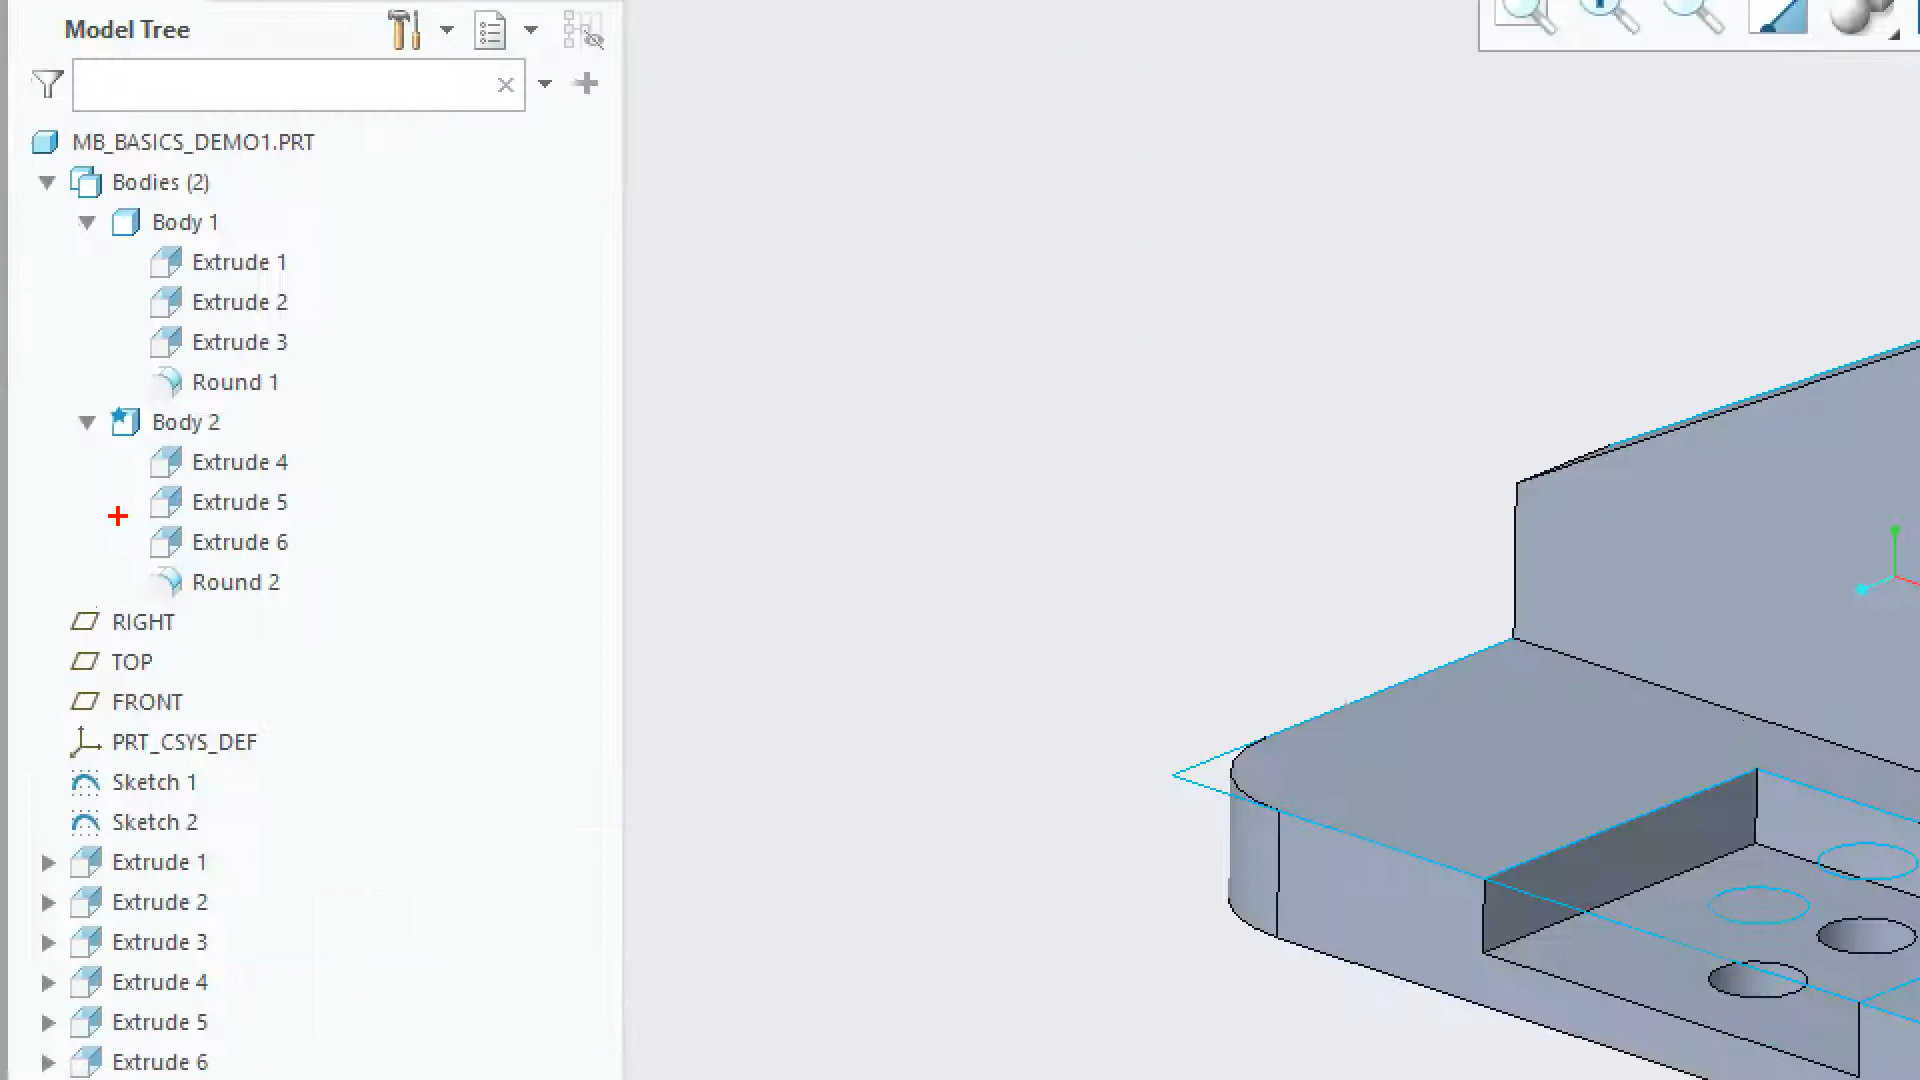 Model Tree
MB_BASICS_DEMO1.PRT
Bodies (2)
Body 1
Extrude 1
Extrude 2
Extrude 3
Round 1
Body 2
Extrude 4
Extrude 5
Extrude 6
Round 2
RIGHT
TOP
FRONT
PRT_CSYS_DEF
Sketch 1
Sketch 2
Extrude 1
Extrude 2
Extrude 3
Extrude 4
Extrude 5
Extrude 6